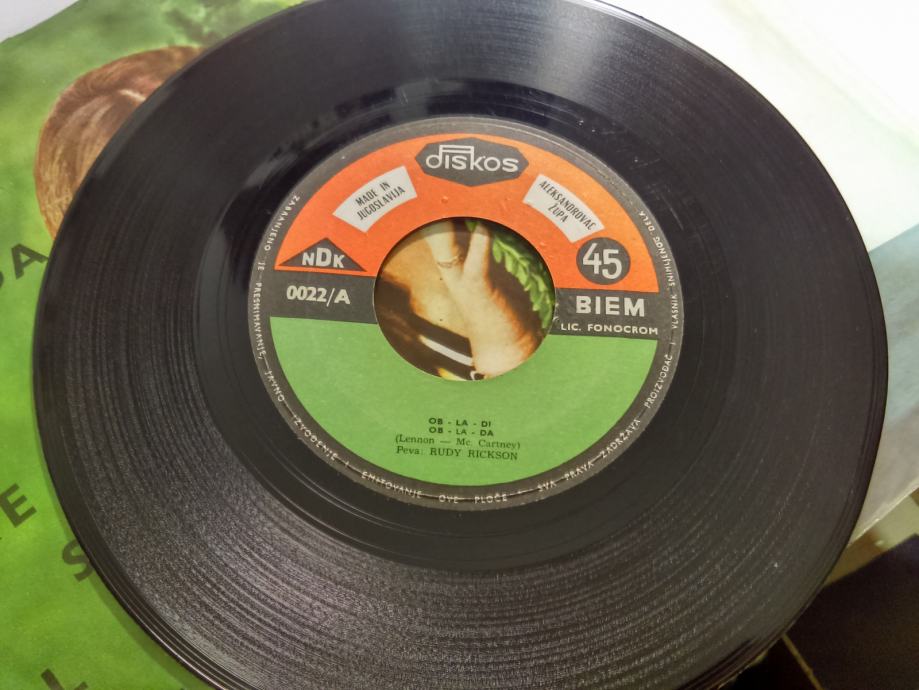 diskos
MADE IN
JUGOSLAVIJA
ALEKSANDROVAC
ŽUPA
NDK
45
0022/A
BIEM
LIC. FONOCROM
OB - LA - DI
OB - LA - DA
(Lennon — Mc. Cartney)
Peva: RUDY RICKSON
ZABRANJENO JE PRESNIMAVANJE, JAVNO IZVOĐENJE I EMITOVANJE OVE PLOČE — SVA PRAVA ZADRŽAVA PROIZVOĐAČ I VLASNIK SNIMLJENOG DELA
DA
E
S
L